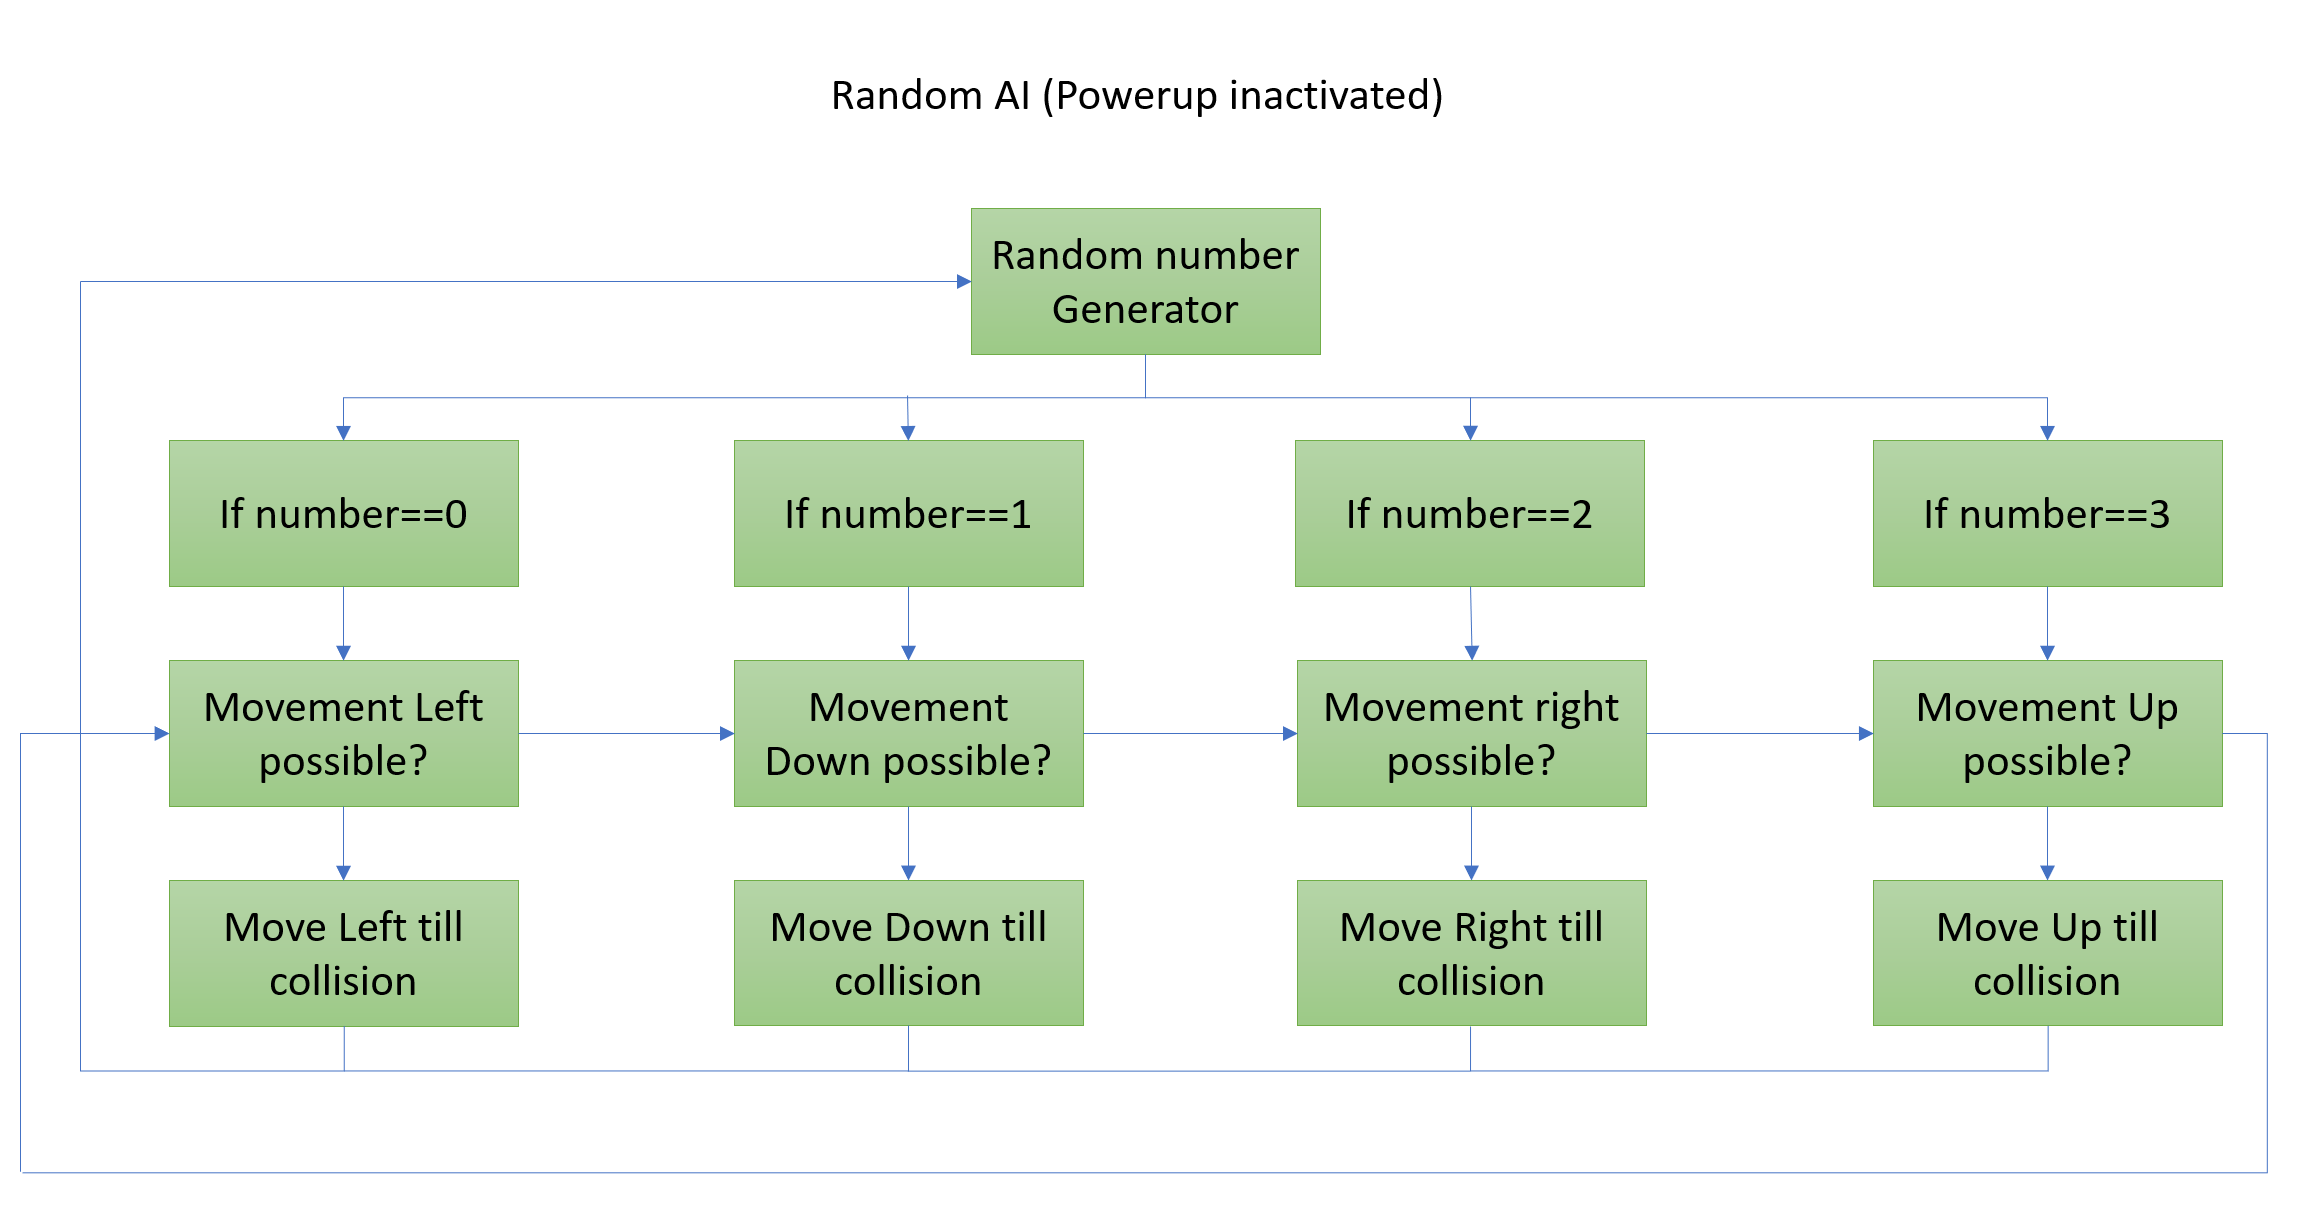 Random AI (Powerup inactivated)
Random number
Generator
If number==0
If number==1
If number==2
If number==3
Movement Left
possible?
Movement
Down possible?
Movement right
possible?
Movement Up
possible?
Move Left till
collision
Move Down till
collision
Move Right till
collision
Move Up till
collision